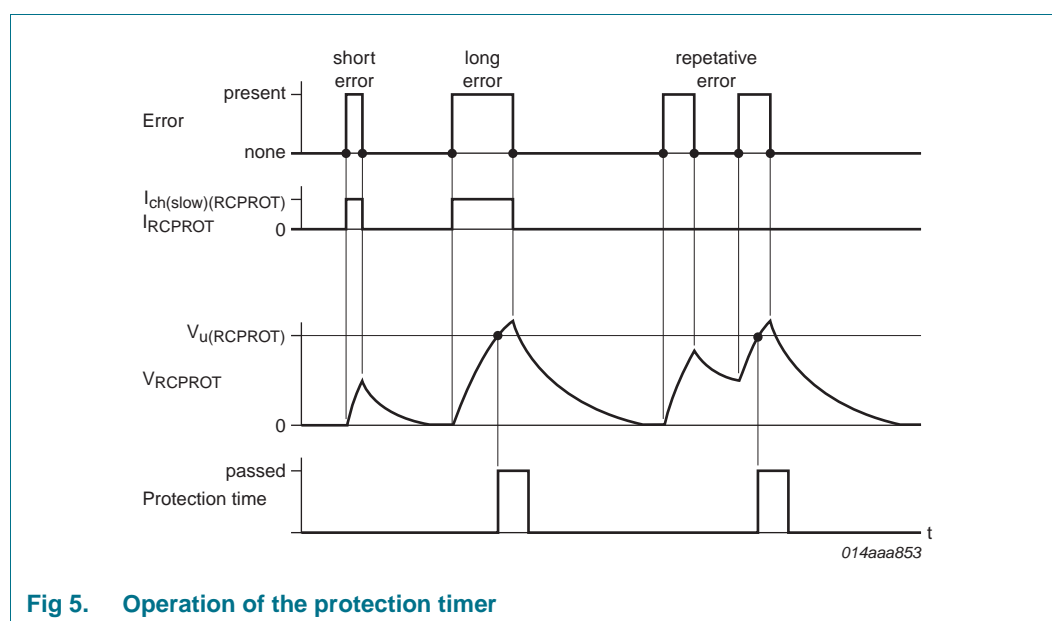 short error
long error
repetative error
present
Error
none
Ich(slow)(RCPROT)
IRCPROT
0
Vu(RCPROT)
VRCPROT
0
passed
Protection time
t
014aaa853
Fig 5. Operation of the protection timer